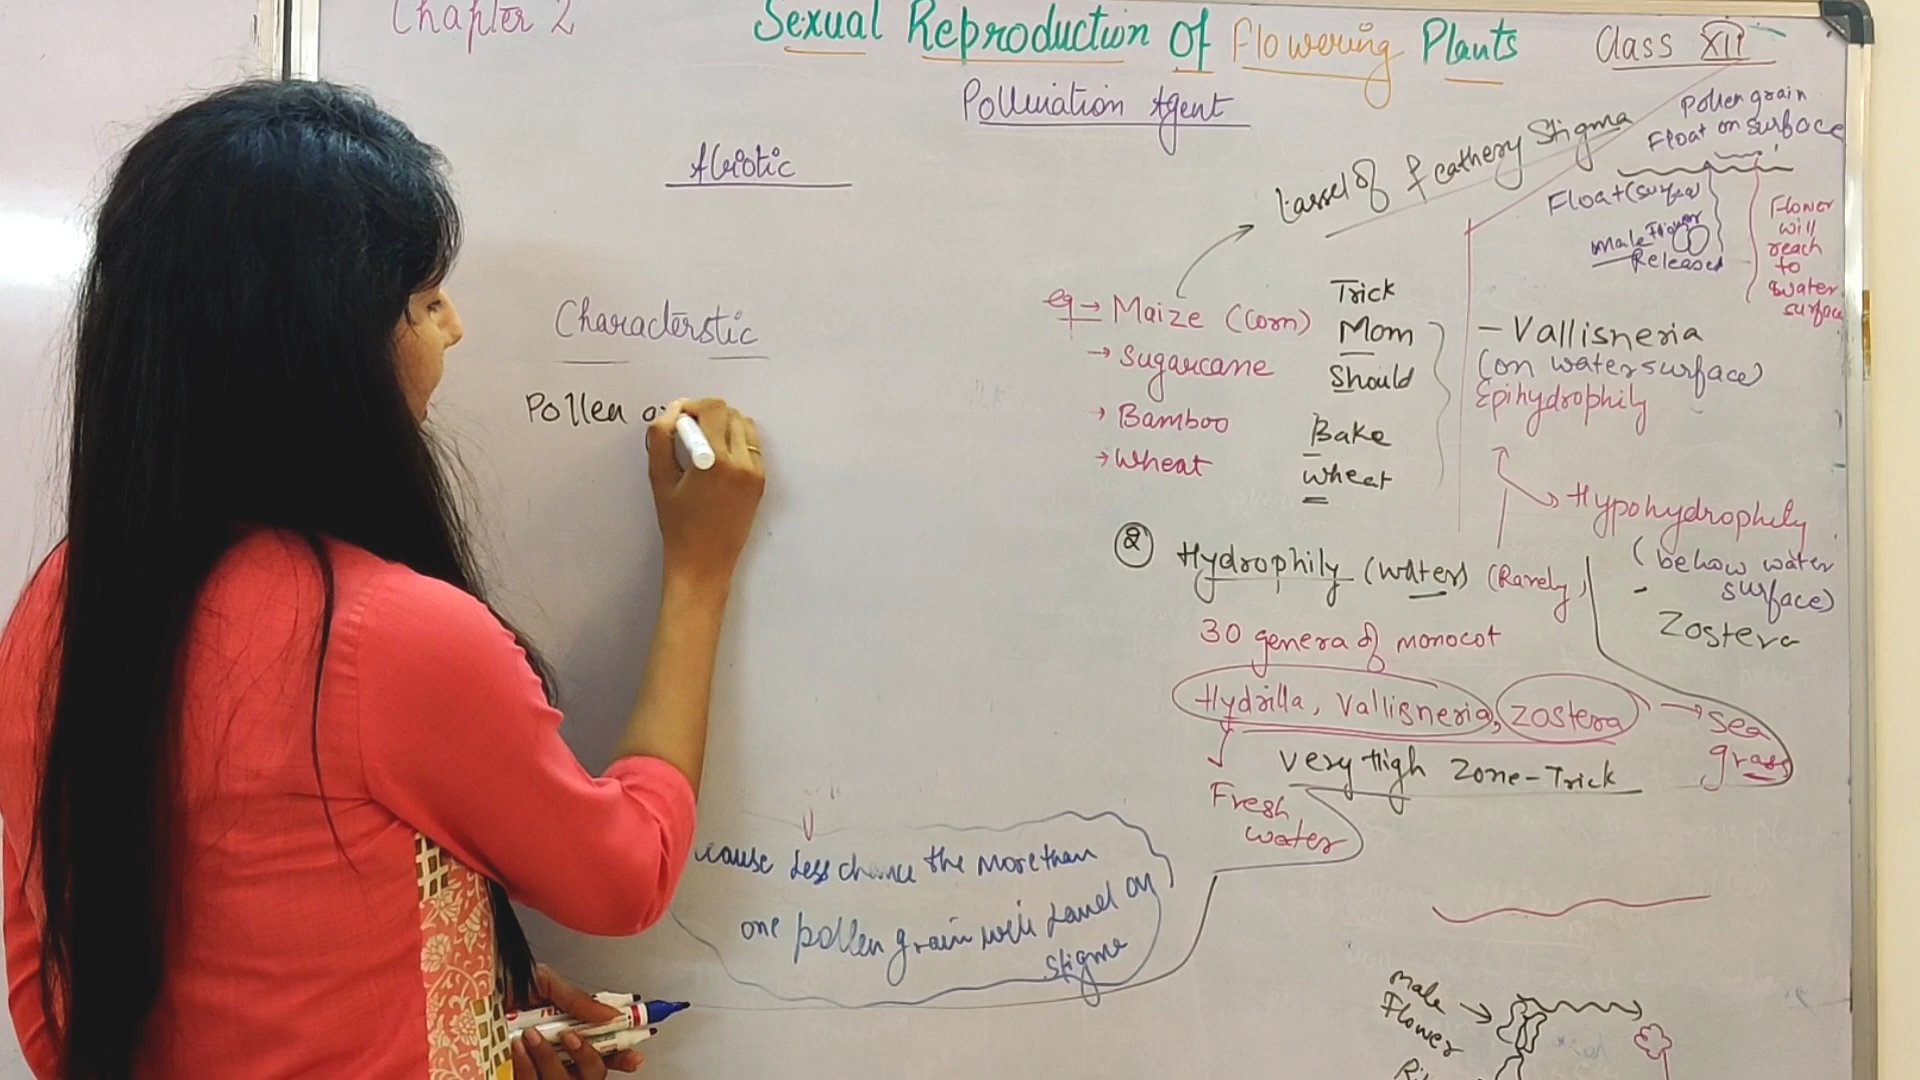 Chapter 2
Sexual Reproduction Of Flowering Plants
Class XII
Pollination Agent
Abiotic
Characterstic
Pollen
Tassel of feathery Stigma
eg → Maize (Corn)
→ Sugarcane
→ Bamboo
→ Wheat
Trick
Mom
Should
Bake
Wheat
Pollen grain
Float on surface
Float (surface)
Male Flower
Released
Flower
will
reach
to
water
surface
- Vallisneria
(on water surface)
Epihydrophily
→ Hypohydrophily
(below water
surface)
- Zostera
② Hydrophily (water) (Rarely)
30 genera of monocot
Hydrilla, Vallisneria, Zostera → Sea
grass
Very High Zone-Trick
Fresh
water
cause less chance the more than
one pollen grain will land on
stigma
Male →
Flower